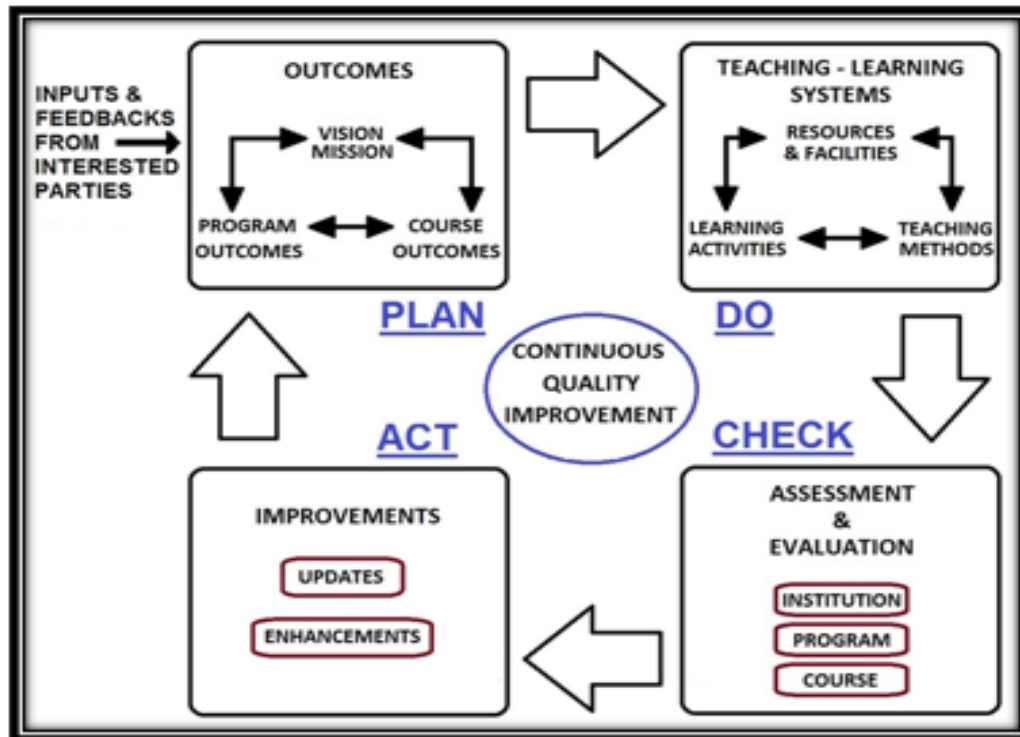 INPUTS &
FEEDBACKS
FROM
INTERESTED
PARTIES
OUTCOMES
VISION
MISSION
PROGRAM
OUTCOMES
COURSE
OUTCOMES
PLAN
TEACHING - LEARNING
SYSTEMS
RESOURCES
& FACILITIES
LEARNING
ACTIVITIES
TEACHING
METHODS
DO
CONTINUOUS
QUALITY
IMPROVEMENT
ACT
IMPROVEMENTS
UPDATES
ENHANCEMENTS
CHECK
ASSESSMENT
&
EVALUATION
INSTITUTION
PROGRAM
COURSE